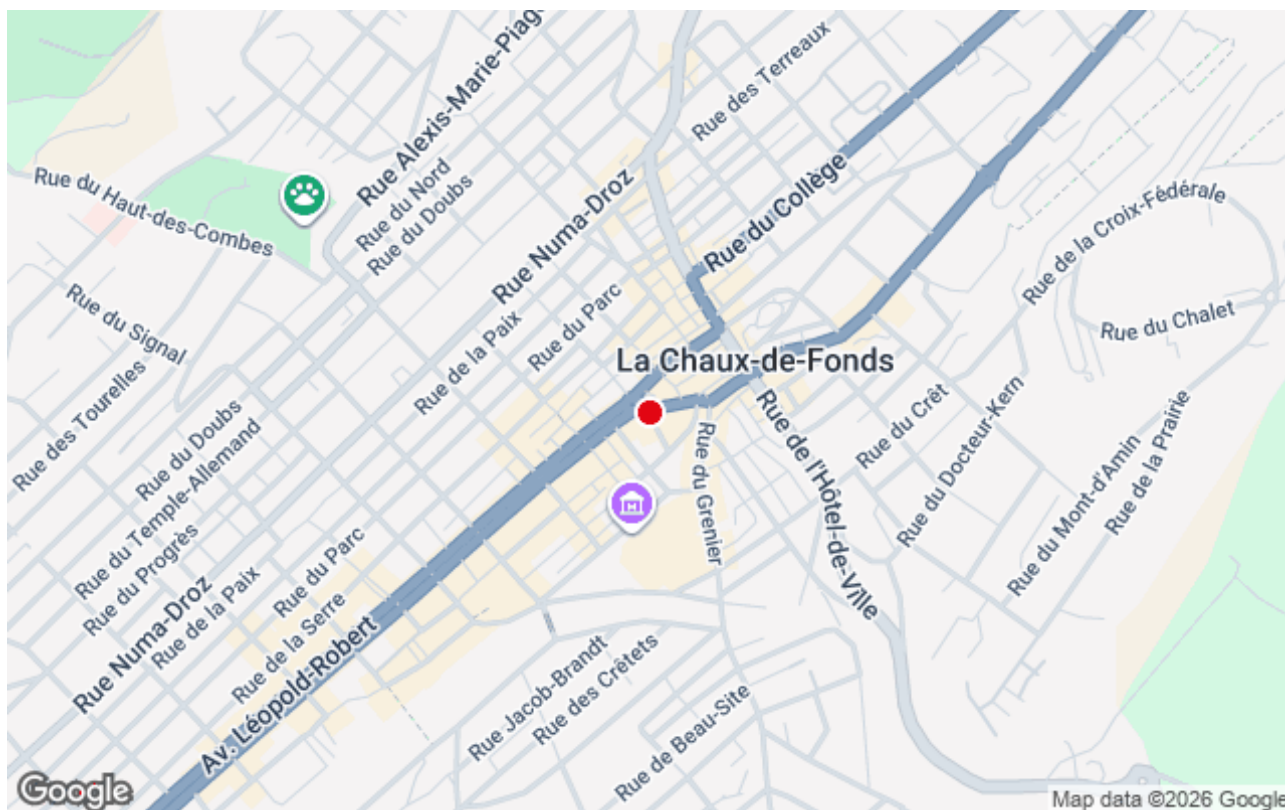 Rue Alexis-Marie-Piag
Rue des Terreaux
Rue du Haut-des-Combes
Rue du Nord
Rue du Doubs
Rue Numa-Droz
Rue du Collège
Rue de la Croix-Fédérale
Rue du Signal
Rue de la Paix
Rue du Parc
Rue du Chalet
La Chaux-de-Fonds
Rue des Tourelles
Rue du Doubs
Rue du Temple-Allemand
Rue du Progrès
Rue Numa-Droz
Rue de la Paix
Rue du Parc
Rue de la Serre
Av. Léopold-Robert
Rue du Grenier
Rue de l'Hôtel-de-Ville
Rue du Crêt
Rue du Docteur-Kern
Rue du Mont-d'Amin
Rue de la Prairie
Rue Jacob-Brandt
Rue des Crêtets
Rue de Beau-Site
Google
Map data ©2026 Google